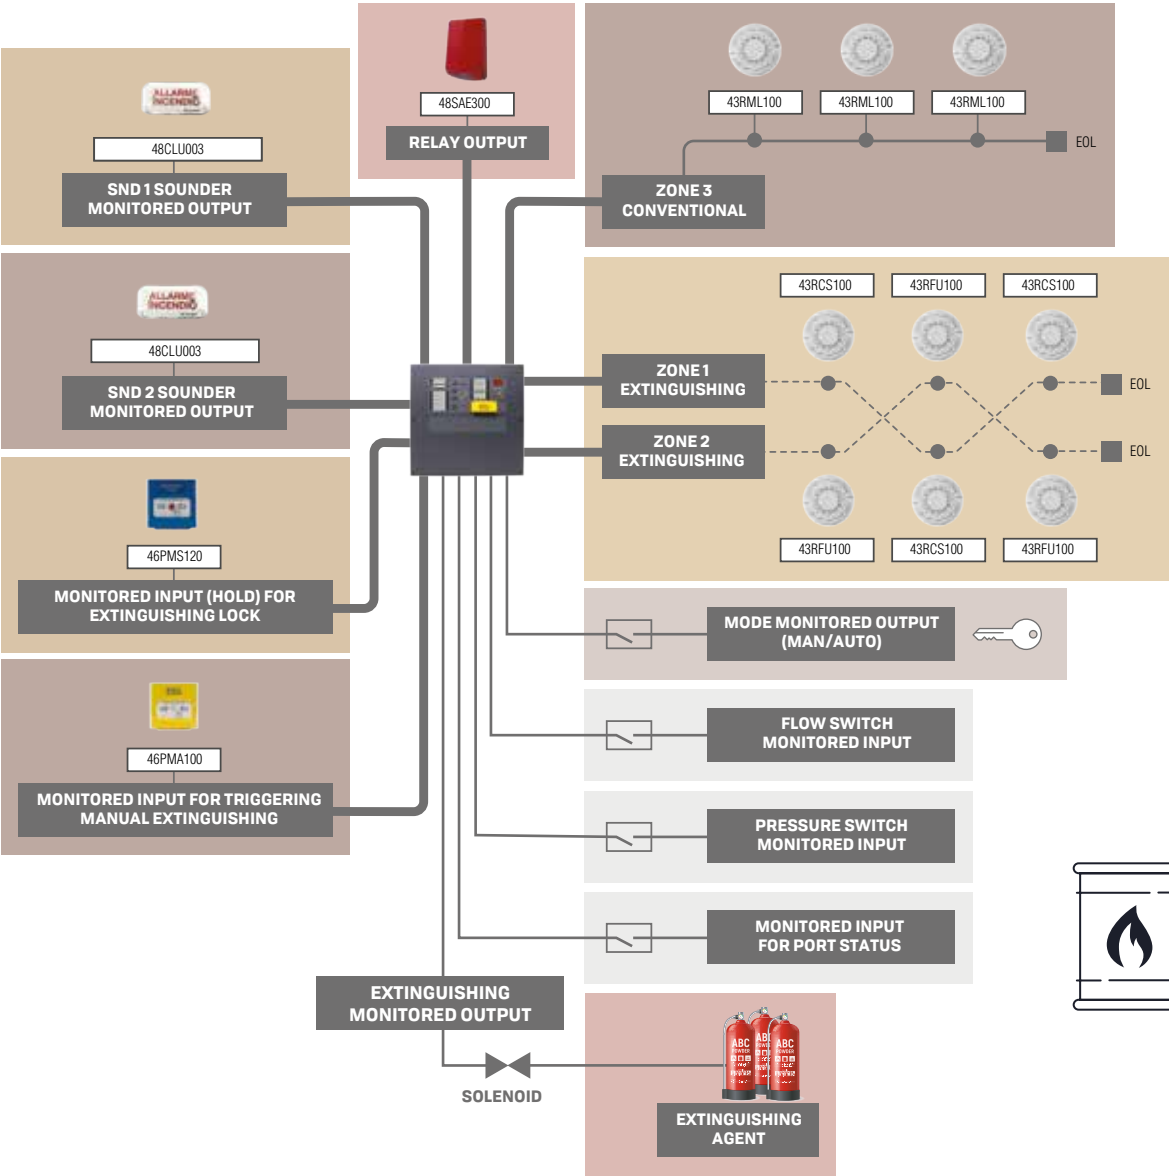 48SAE300
RELAY OUTPUT
43RML100
43RML100
43RML100
EOL
ZONE 3
CONVENTIONAL
ALLARME
INCENDIO
48CLU003
SND 1 SOUNDER
MONITORED OUTPUT
ALLARME
INCENDIO
48CLU003
SND 2 SOUNDER
MONITORED OUTPUT
43RCS100
43RFU100
43RCS100
ZONE 1
EXTINGUISHING
EOL
ZONE 2
EXTINGUISHING
EOL
43RFU100
43RCS100
43RFU100
46PMS120
MONITORED INPUT (HOLD) FOR
EXTINGUISHING LOCK
46PMA100
MONITORED INPUT FOR TRIGGERING
MANUAL EXTINGUISHING
MODE MONITORED OUTPUT
(MAN/AUTO)
FLOW SWITCH
MONITORED INPUT
PRESSURE SWITCH
MONITORED INPUT
MONITORED INPUT
FOR PORT STATUS
EXTINGUISHING
MONITORED OUTPUT
SOLENOID
ABC
POWDER
ABC
POWDER
EXTINGUISHING
AGENT